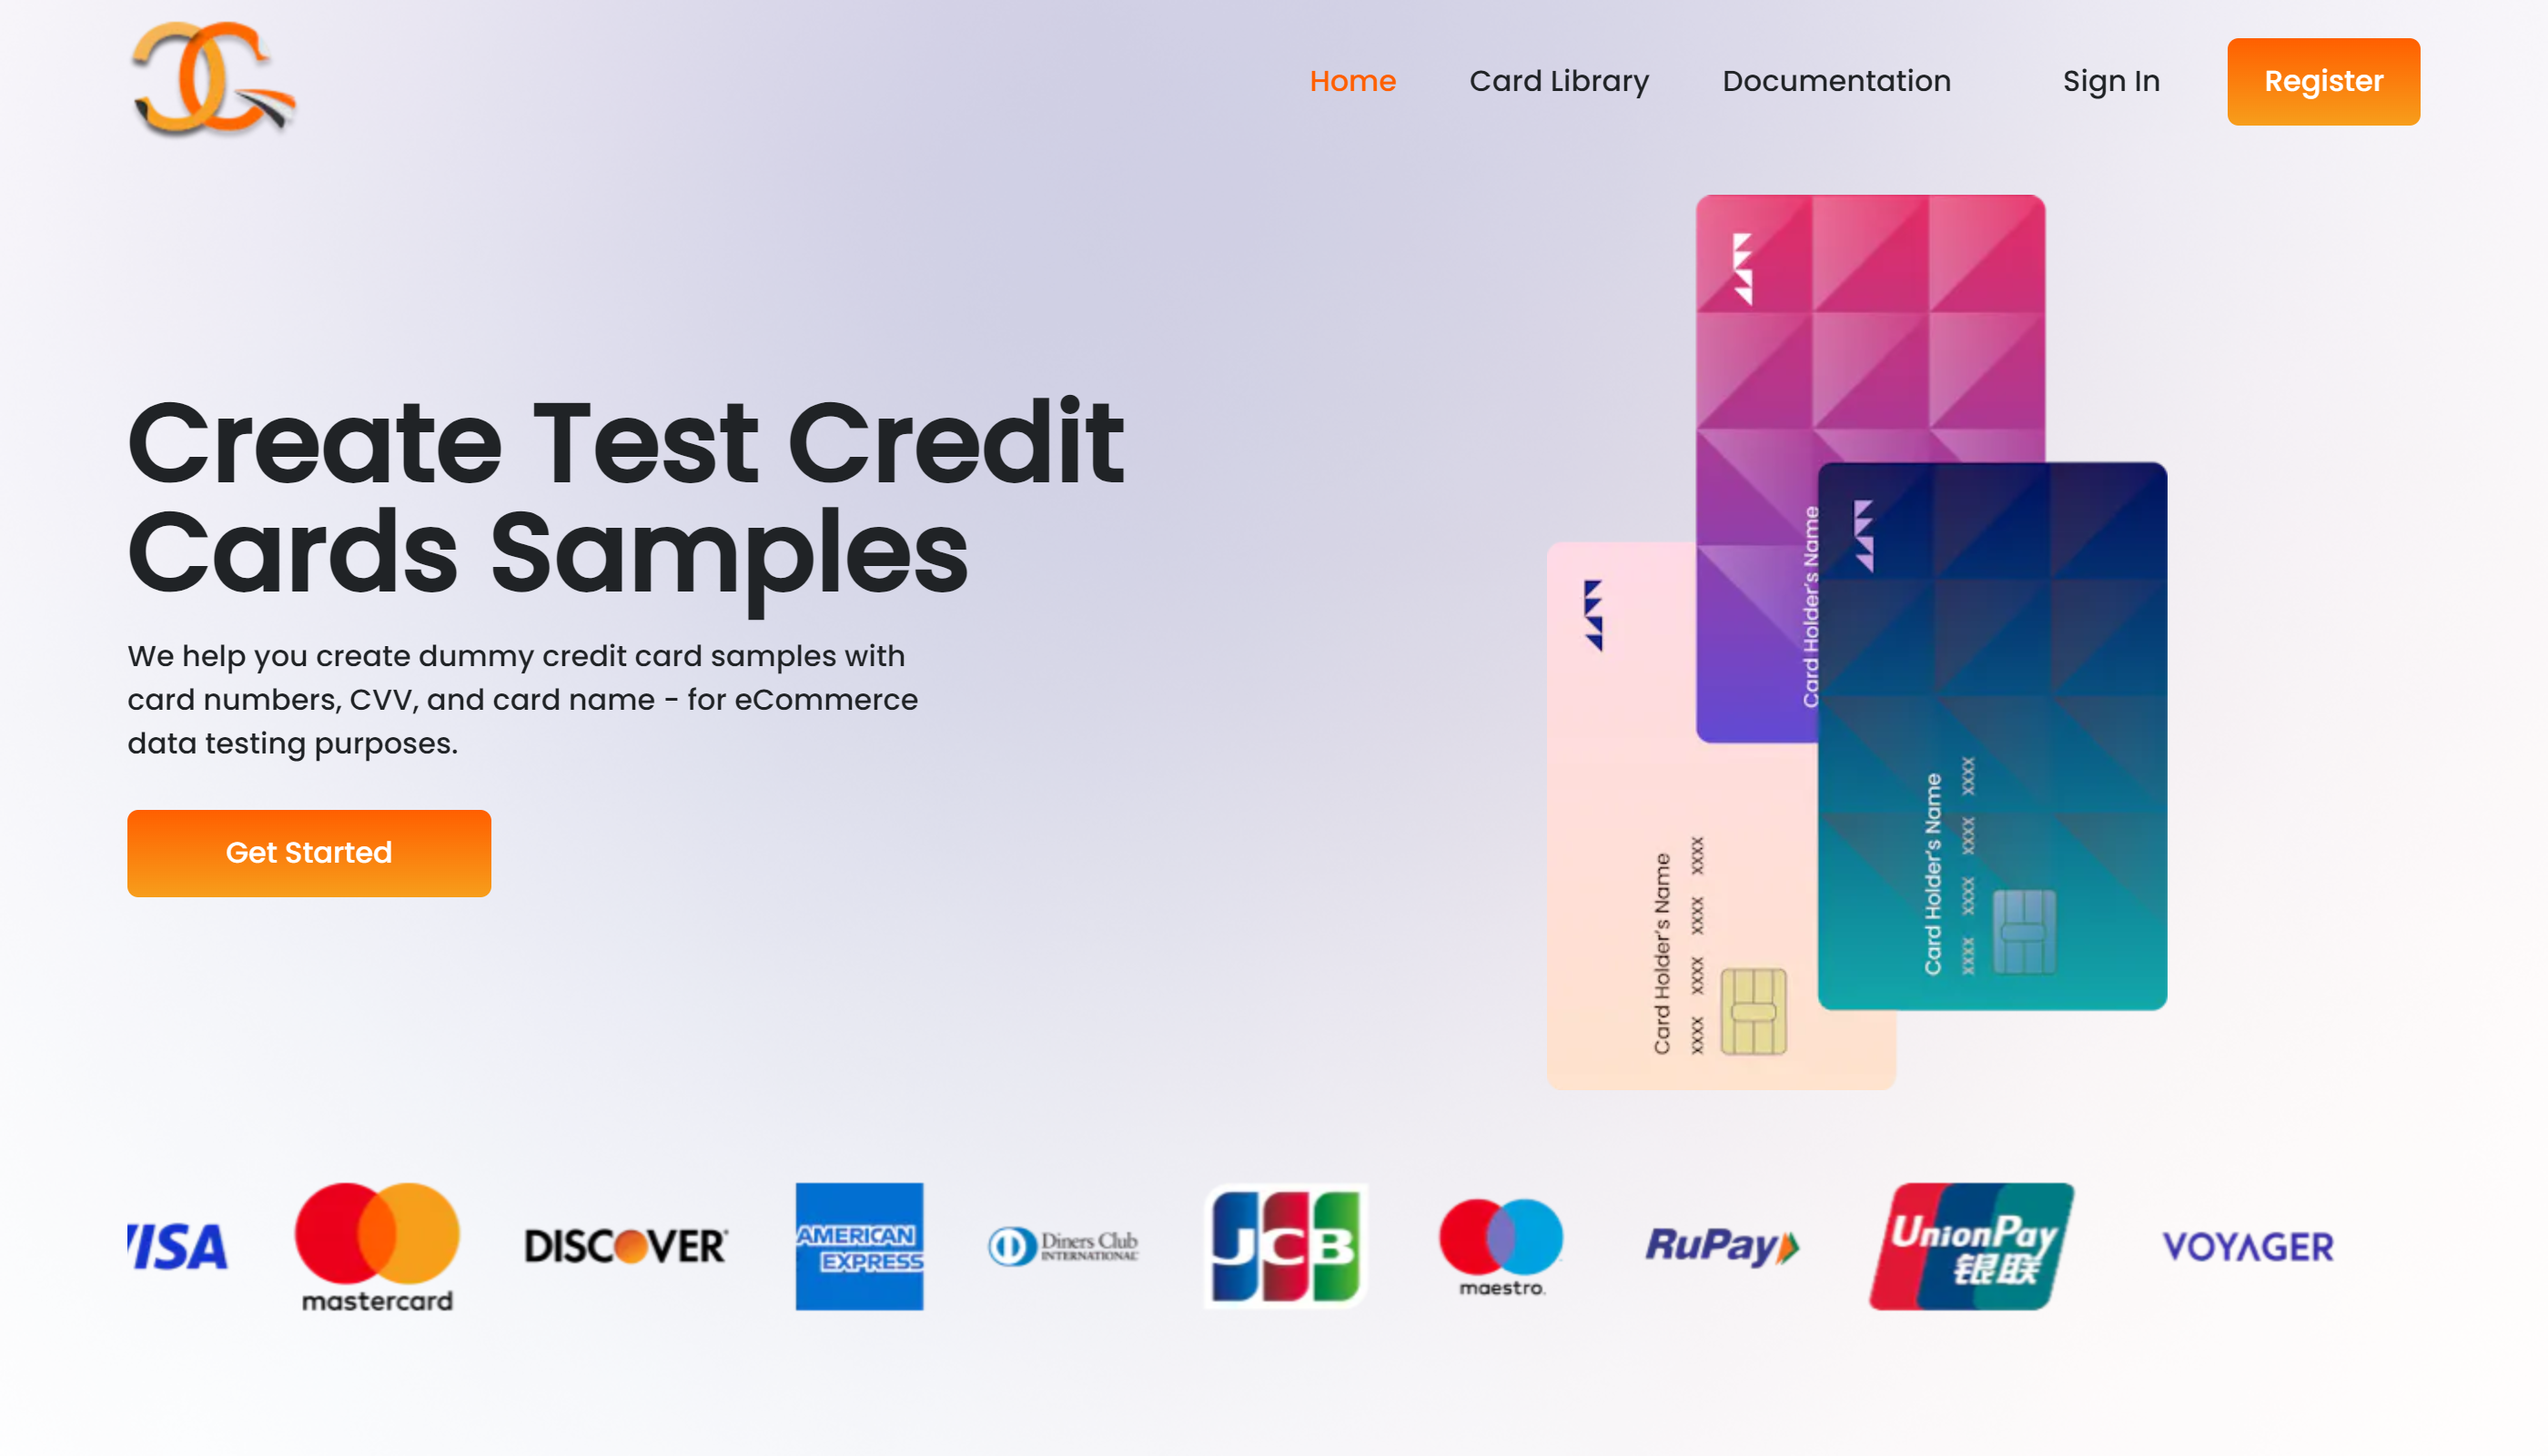 Home Card Library Documentation Sign In Register
Create Test Credit
Cards Samples
We help you create dummy credit card samples with
card numbers, CVV, and card name - for eCommerce
data testing purposes.
Get Started
Card Holder's Name
Card Holder's Name
XXXX XXXX XXXX XXXX
Card Holder's Name
XXXX XXXX XXXX XXXX
VISA
mastercard
DISCOVER
AMERICAN
EXPRESS
Diners Club
INTERNATIONAL
JCB
maestro.
RuPay
UnionPay
银联
VOYAGER